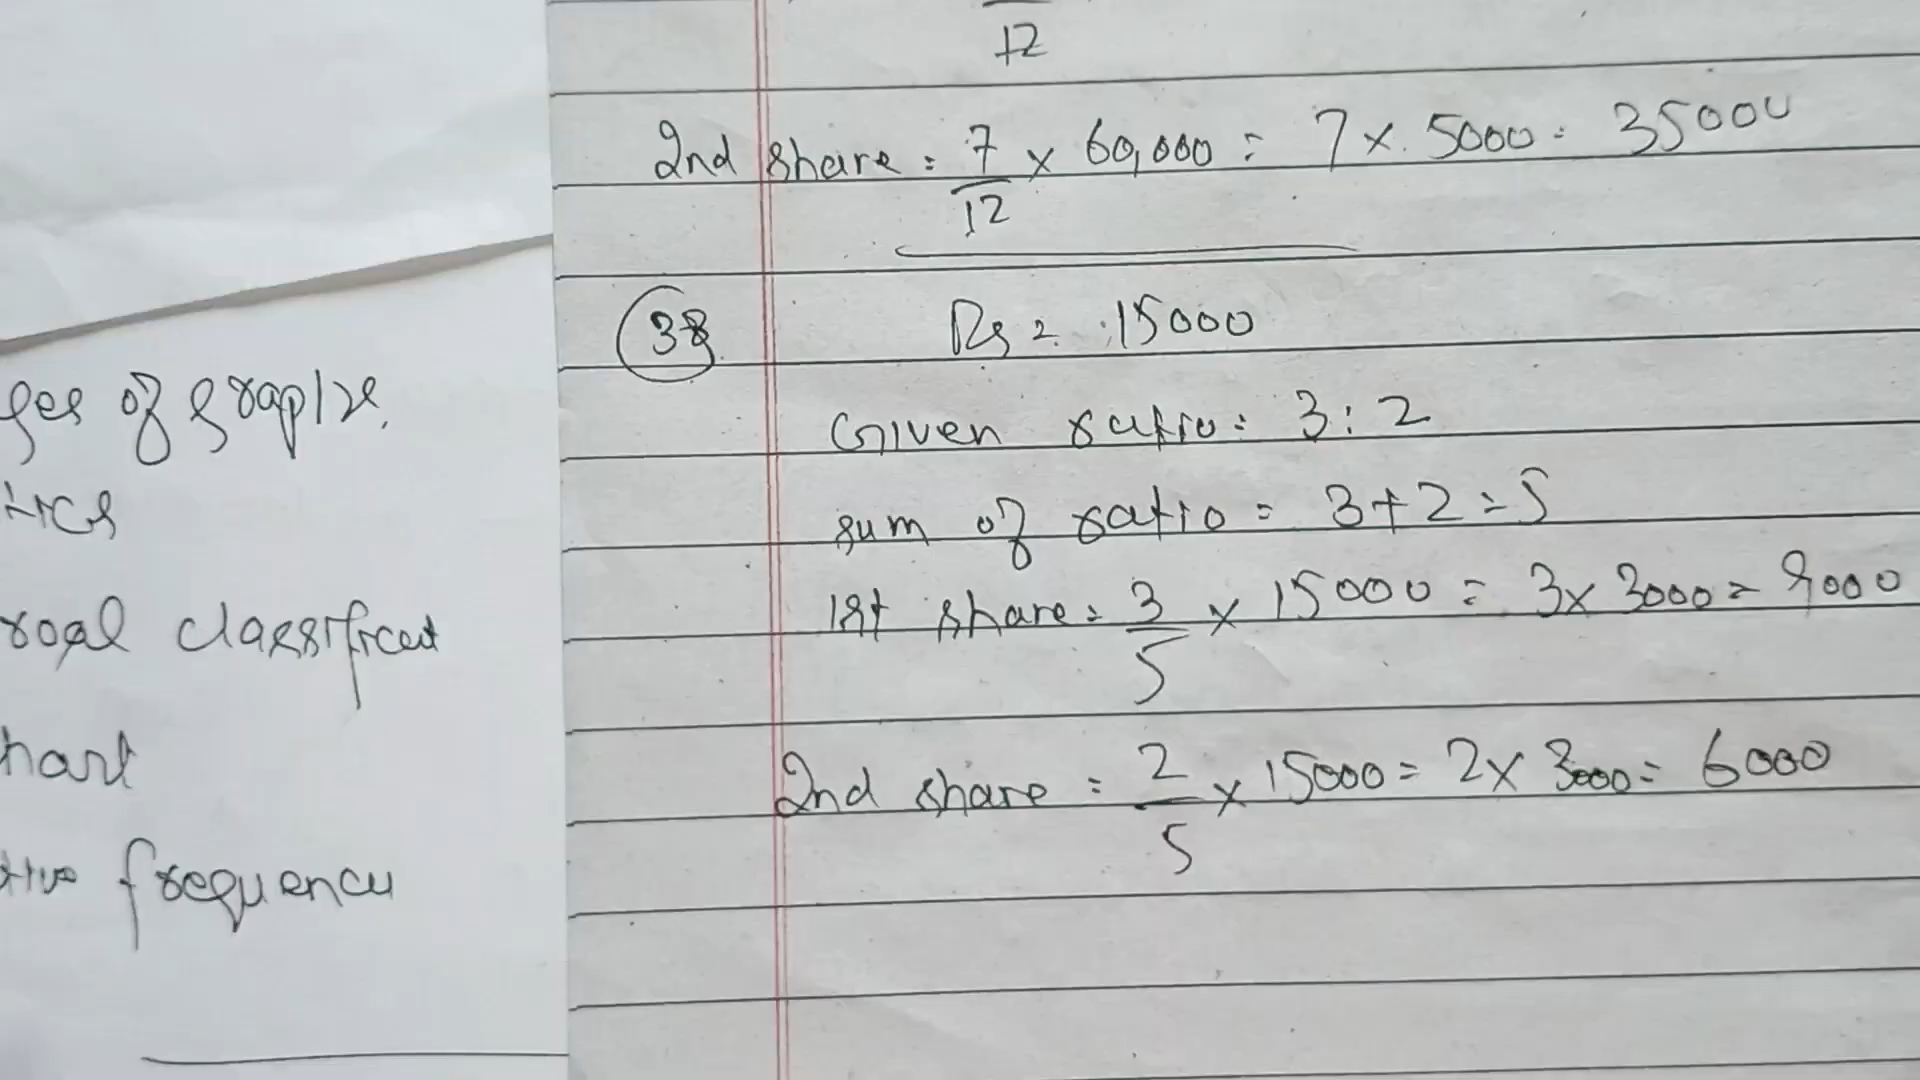 12
2nd share = 7/12 × 60,000 = 7 × 5000 = 35000
38
Rs = 15000
Given ratio = 3:2
sum of ratio = 3+2=5
1st share = 3/5 × 15000 = 3×3000 = 9000
2nd share = 2/5 × 15000 = 2× 3000 = 6000
ges of
tics
classificat
hart
frequency